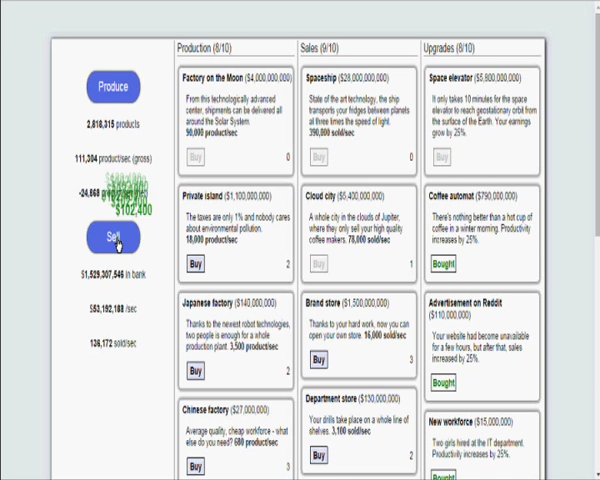 Production (8/10)
Sales (9/10)
Upgrades (8/10)
Produce
2,818,315 products
111,304 product/sec (gross)
-24,868
$102,400
Sell
$1,529,307,546 in bank
$53,192,188 /sec
136,172 sold/sec
Factory on the Moon ($4,000,000,000)
From this technologically advanced
center, shipments can be delivered all
around the Solar System.
90,000 product/sec
Buy
0
Private island ($1,100,000,000)
The taxes are only 1% and nobody cares
about environmental pollution.
18,000 product/sec
Buy
2
Japanese factory ($140,000,000)
Thanks to the newest robot technologies,
two people is enough for a whole
production plant. 3,500 product/sec
Buy
2
Chinese factory ($27,000,000)
Average quality, cheap workforce - what
else do you need? 680 product/sec
Buy
3
Spaceship ($28,000,000,000)
State of the art technology, the ship
transports your fridges between planets
at three times the speed of light.
390,000 sold/sec
Buy
0
Cloud city ($5,400,000,000)
A whole city in the clouds of Jupiter,
where they only sell your high quality
coffee makers. 78,000 sold/sec
Buy
1
Brand store ($1,500,000,000)
Thanks to your hard work, now you can
open your own store. 16,000 sold/sec
Buy
3
Department store ($130,000,000)
Your drills take place on a whole line of
shelves. 3,100 sold/sec
Buy
2
Space elevator ($5,800,000,000)
It only takes 10 minutes for the space
elevator to reach geostationary orbit from
the surface of the Earth. Your earnings
grow by 25%.
Buy
Coffee automat ($790,000,000)
There's nothing better than a hot cup of
coffee in a winter morning. Productivity
increases by 25%.
Bought
Advertisement on Reddit
($110,000,000)
Your website had become unavailable
for a few hours, but after that, sales
increased by 25%.
Bought
New workforce ($15,000,000)
Two girls hired at the IT department.
Productivity increases by 25%.
Bought